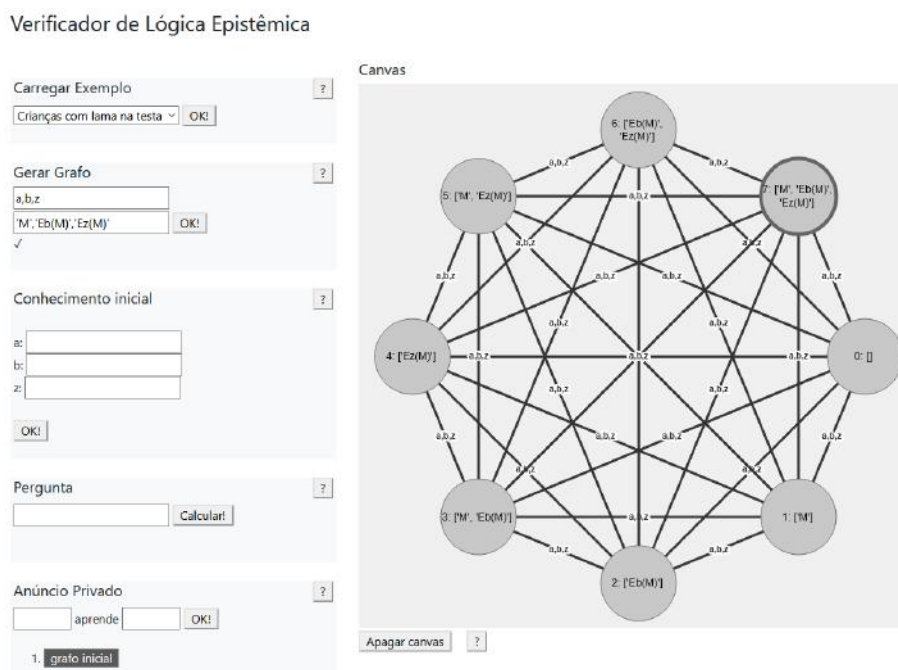 Verificador de Lógica Epistêmica
Carregar Exemplo
?
Crianças com lama na testa
OK!
Gerar Grafo
?
a,b,z
'M','Eb(M)','Ez(M)'
OK!
✓
Conhecimento inicial
?
a:
b:
z:
OK!
Pergunta
?
Calcular!
Anúncio Privado
?
aprende
OK!
1. grafo inicial
Canvas
6: ['Eb(M)',
'Ez(M)']
a,b,z
a,b,z
5: ['M', 'Ez(M)']
a,b,z
7: ['M', 'Eb(M)',
'Ez(M)']
a,b,z
a,b,z
a,b,z
a,b,z
a,b,z
a,b,z
a,b,z
a,b,z
4: ['Ez(M)']
a,b,z
a,b,z
a,b,z
0: []
a,b,z
a,b,z
a,b,z
a,b,z
a,b,z
a,b,z
a,b,z
a,b,z
3: ['M', 'Eb(M)']
a,b,z
1: ['M']
a,b,z
a,b,z
2: ['Eb(M)']
Apagar canvas
?